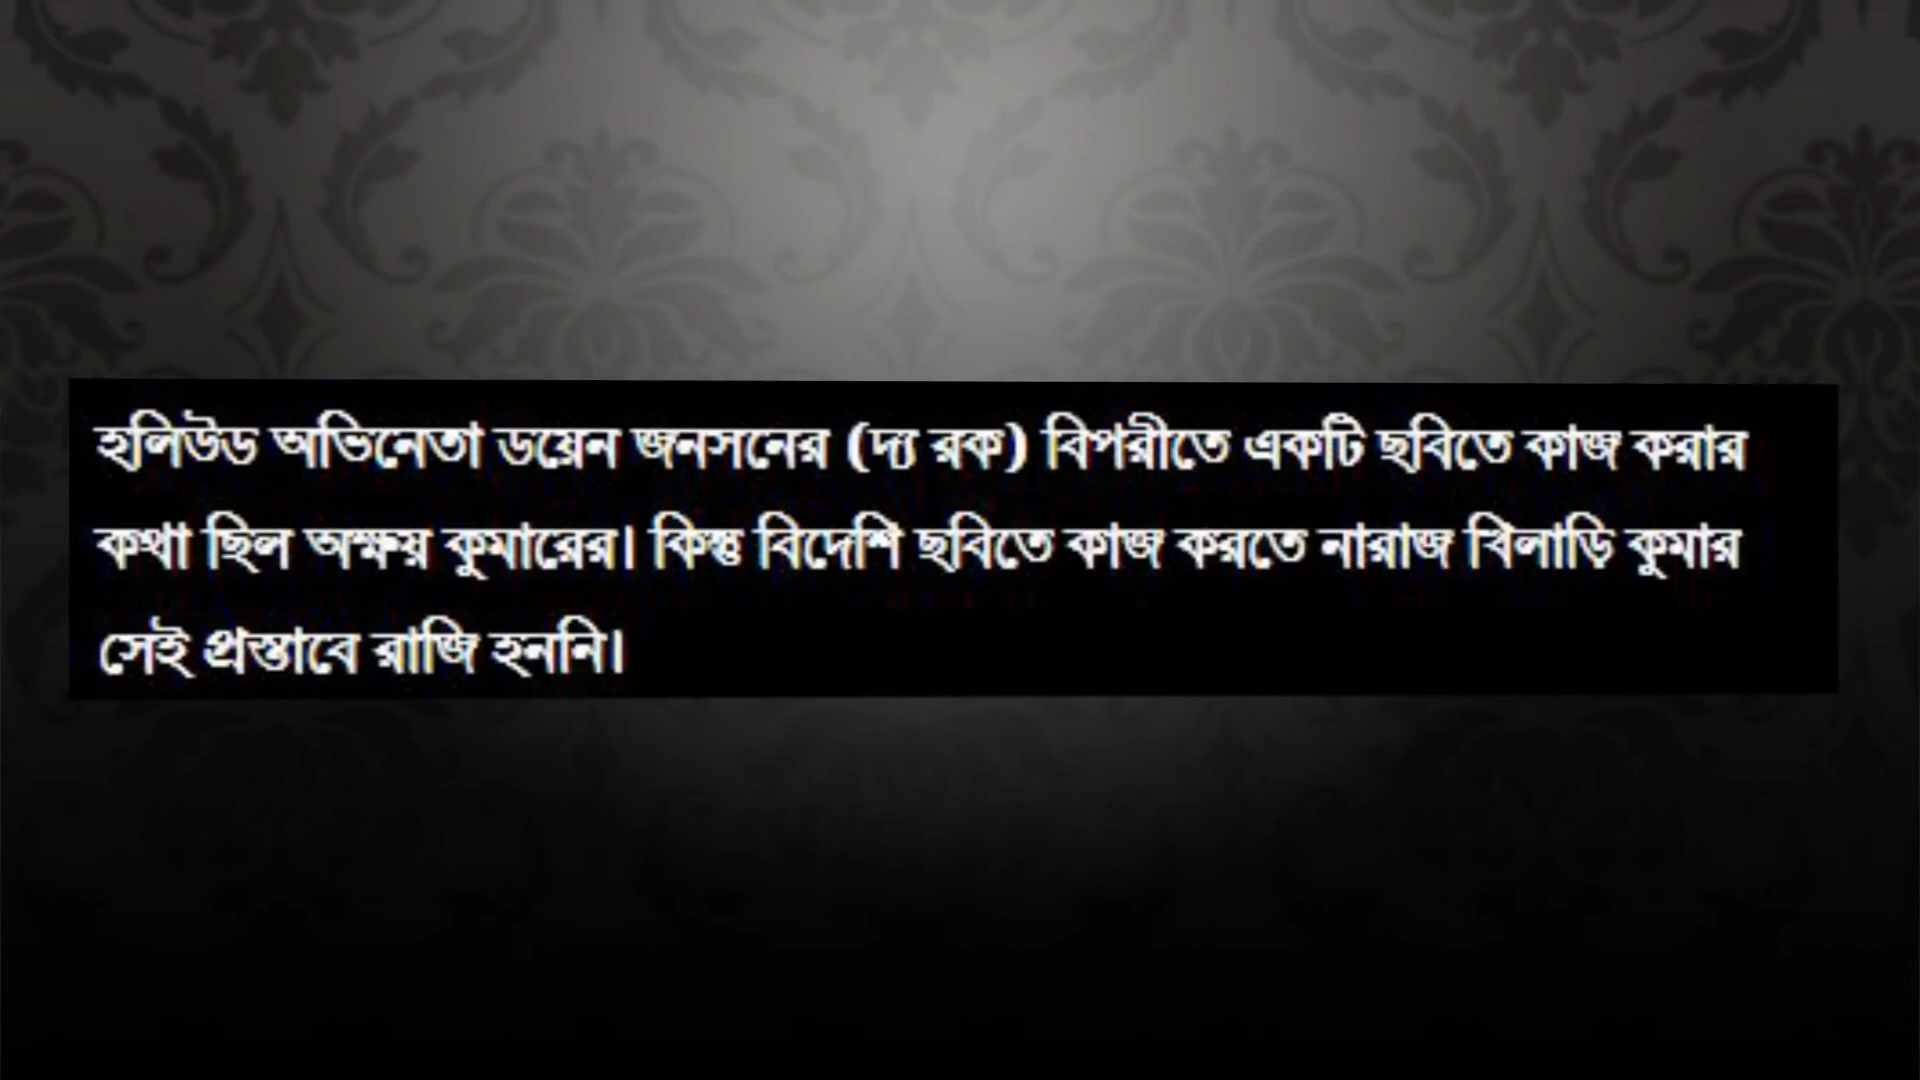 হলিউড অভিনেতা ডয়েন জনসনের (দ্য রক) বিপরীতে একটি ছবিতে কাজ করার
কথা ছিল অক্ষয় কুমারের। কিন্তু বিদেশি ছবিতে কাজ করতে নারাজ খিলাড়ি কুমার
সেই প্রস্তাবে রাজি হননি।